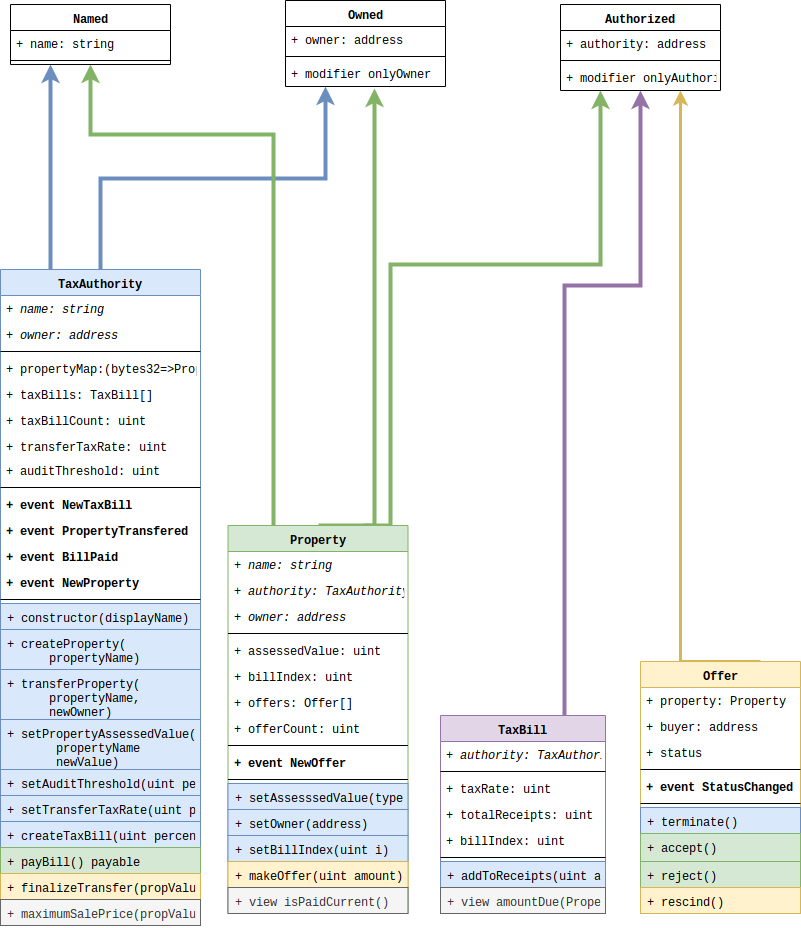 Named
+ name: string
Owned
+ owner: address
+ modifier onlyOwner
Authorized
+ authority: address
+ modifier onlyAuthori
TaxAuthority
+ name: string
+ owner: address
+ propertyMap:(bytes32=>Prop
+ taxBills: TaxBill[]
+ taxBillCount: uint
+ transferTaxRate: uint
+ auditThreshold: uint
+ event NewTaxBill
+ event PropertyTransfered
+ event BillPaid
+ event NewProperty
+ constructor(displayName)
+ createProperty(
propertyName)
+ transferProperty(
propertyName,
newOwner)
+ setPropertyAssessedValue(
propertyName
newValue)
+ setAuditThreshold(uint pe
+ setTransferTaxRate(uint p
+ createTaxBill(uint percen
+ payBill() payable
+ finalizeTransfer(propValu
+ maximumSalePrice(propValu
Property
+ name: string
+ authority: TaxAuthority
+ owner: address
+ assessedValue: uint
+ billIndex: uint
+ offers: Offer[]
+ offerCount: uint
+ event NewOffer
+ setAssesssedValue(type
+ setOwner(address)
+ setBillIndex(uint i)
+ makeOffer(uint amount)
+ view isPaidCurrent()
TaxBill
+ authority: TaxAuthor
+ taxRate: uint
+ totalReceipts: uint
+ billIndex: uint
+ addToReceipts(uint a
+ view amountDue(Prope
Offer
+ property: Property
+ buyer: address
+ status
+ event StatusChanged
+ terminate()
+ accept()
+ reject()
+ rescind()